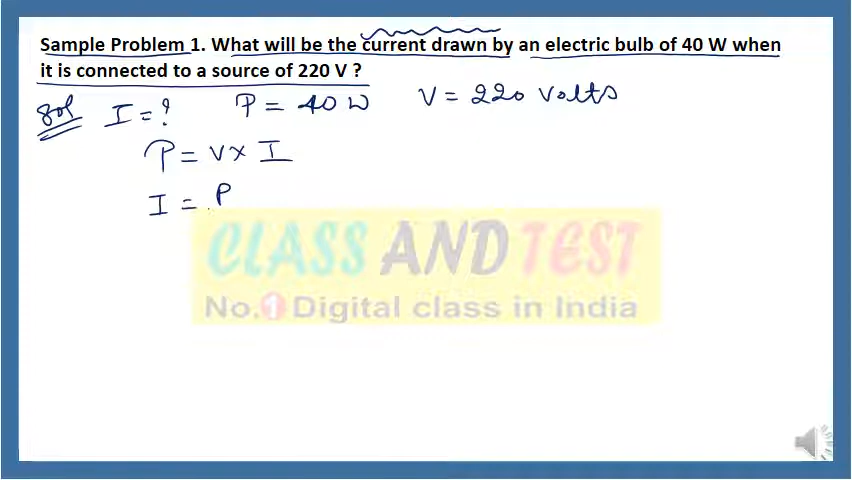 Sample Problem 1. What will be the current drawn by an electric bulb of 40 W when
it is connected to a source of 220 V ?
Sol I = ? P = 40 W V = 220 Volts
P = V × I
I = P
CLASS AND TEST
No.1 Digital class in India